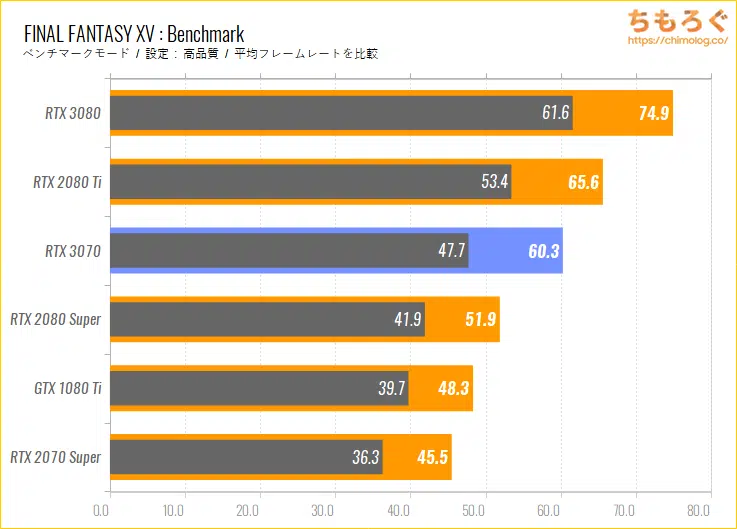 FINAL FANTASY XV : Benchmark
ちもろぐ
https://chimolog.co/
ベンチマークモード / 設定 : 高品質 / 平均フレームレートを比較
RTX 3080 61.6 74.9
RTX 2080 Ti 53.4 65.6
RTX 3070 47.7 60.3
RTX 2080 Super 41.9 51.9
GTX 1080 Ti 39.7 48.3
RTX 2070 Super 36.3 45.5
0.0 10.0 20.0 30.0 40.0 50.0 60.0 70.0 80.0